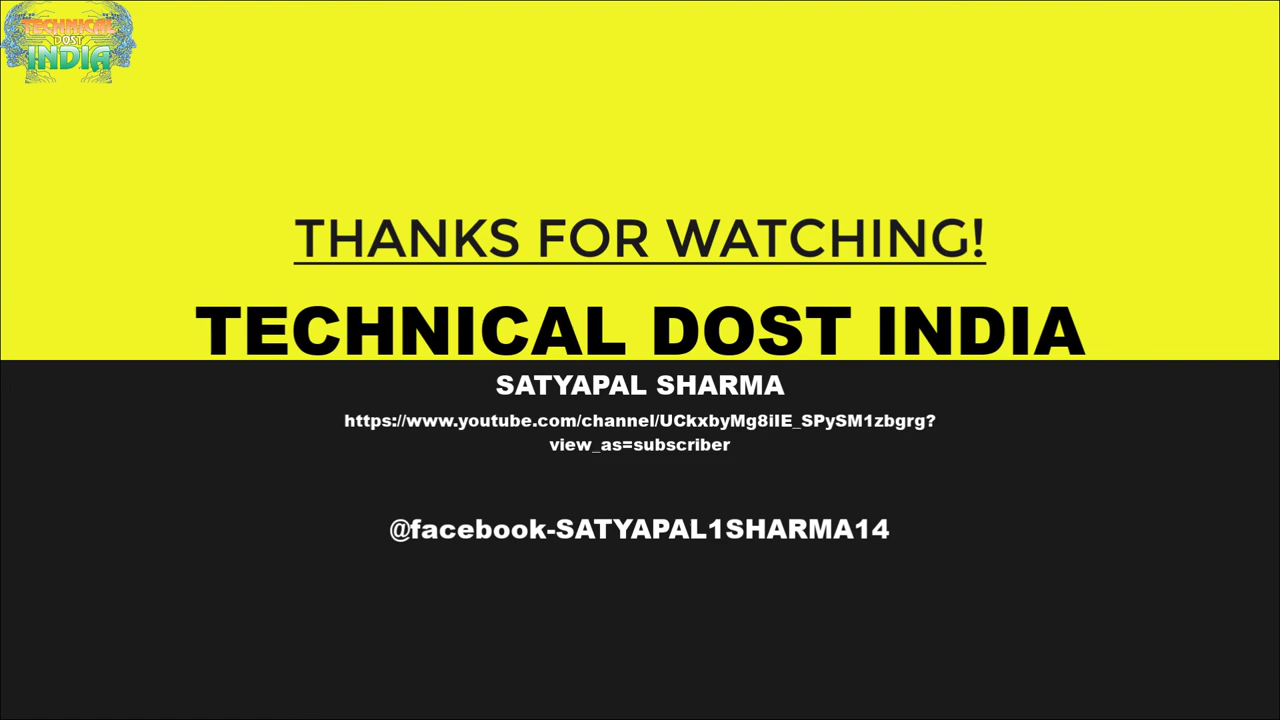 TECHNICAL
DOST
INDIA
THANKS FOR WATCHING!
TECHNICAL DOST INDIA
SATYAPAL SHARMA
https://www.youtube.com/channel/UCkxbyMg8iIE_SPySM1zbgrg?
view_as=subscriber
@facebook-SATYAPAL1SHARMA14